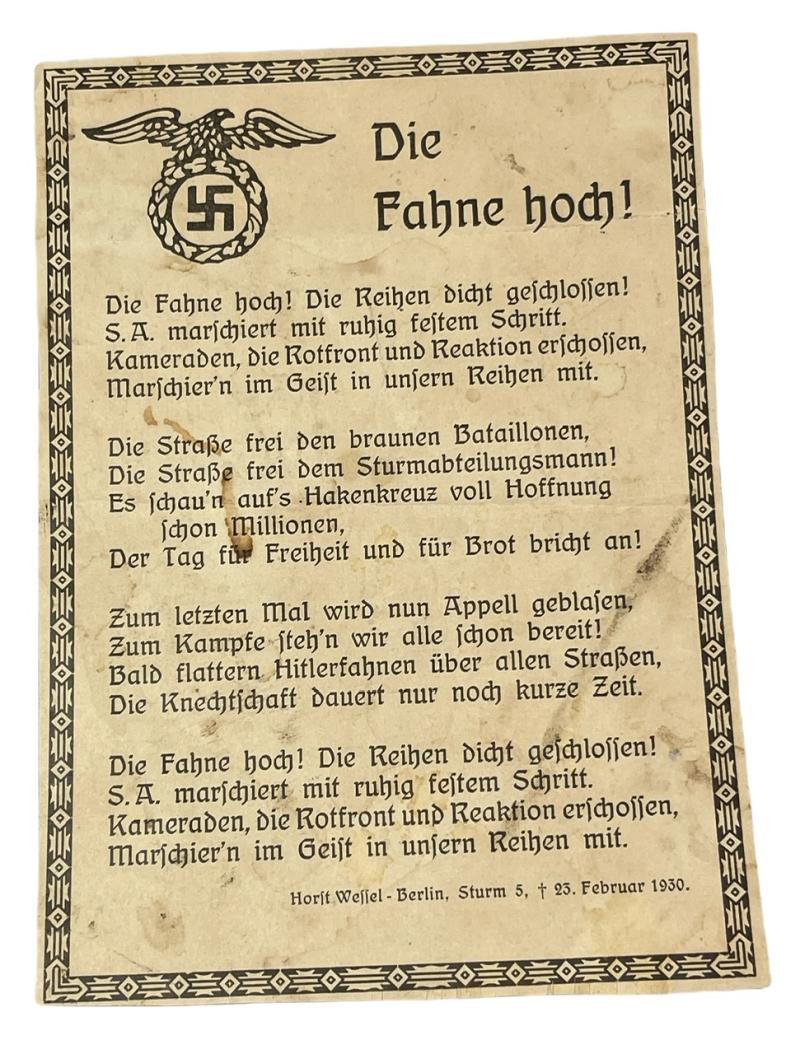 Die
Fahne hoch!
Die Fahne hoch! Die Reihen dicht geschlossen!
S.A. marschiert mit ruhig festem Schritt.
Kameraden, die Rotfront und Reaktion erschossen,
Marschier'n im Geist in unsern Reihen mit.
Die Straße frei den braunen Bataillonen,
Die Straße frei dem Sturmabteilungsmann!
Es schau'n auf's Hakenkreuz voll Hoffnung
schon Millionen,
Der Tag für Freiheit und für Brot bricht an!
Zum letzten Mal wird nun Appell geblasen,
Zum Kampfe steh'n wir alle schon bereit!
Bald flattern Hitlerfahnen über allen Straßen,
Die Knechtschaft dauert nur noch kurze Zeit.
Die Fahne hoch! Die Reihen dicht geschlossen!
S.A. marschiert mit ruhig festem Schritt.
Kameraden, die Rotfront und Reaktion erschossen,
Marschier'n im Geist in unsern Reihen mit.
Horst Wessel - Berlin, Sturm 5, † 23. Februar 1930.